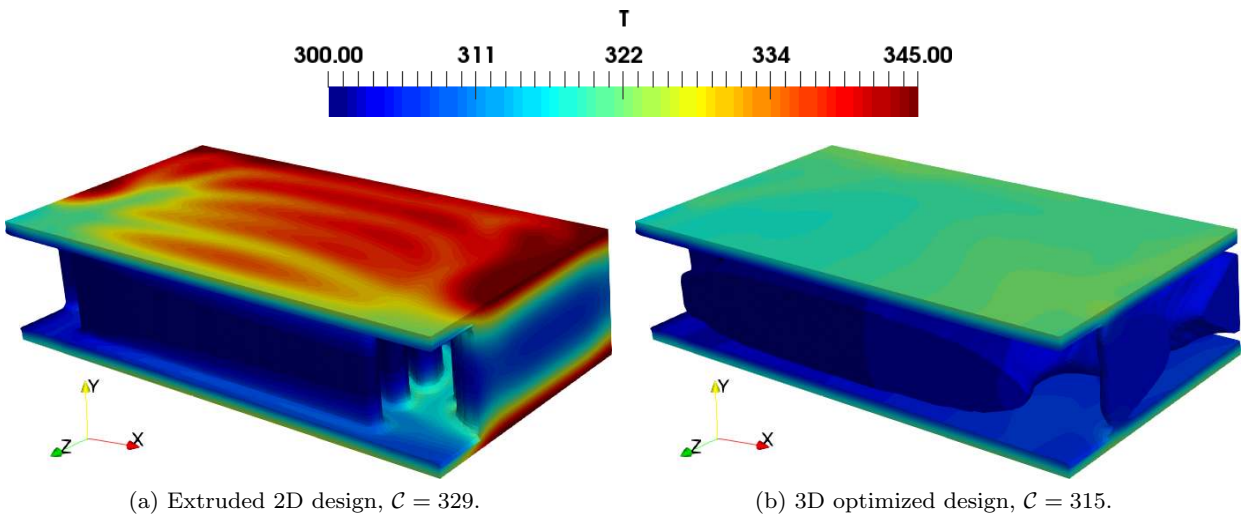 T
300.00 311 322 334 345.00
Y
Z X
Y
Z X
(a) Extruded 2D design, 𝒞 = 329.
(b) 3D optimized design, 𝒞 = 315.